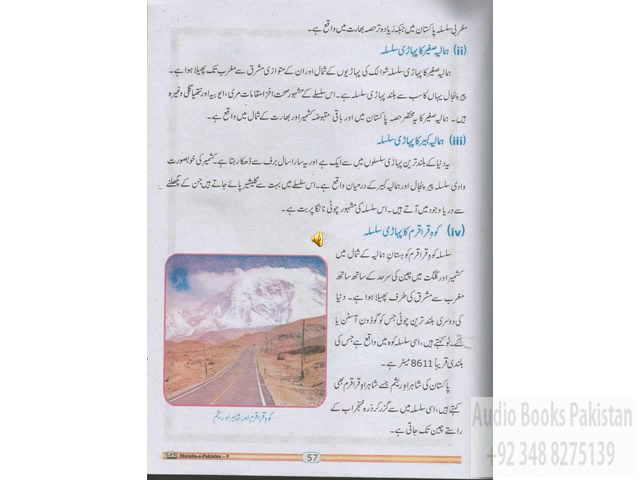 مغربی سلسلہ پاکستان میں جبکہ زیادہ تر حصہ بھارت میں واقع ہے۔
(ii) ہمالیہ صغیر کا پہاڑی سلسلہ
ہمالیہ صغیر کا پہاڑی سلسلہ شوالک کی پہاڑیوں کے شمال اور ان کے متوازی مشرق سے مغرب تک پھیلا ہوا ہے۔
پیر پنجال یہاں کا سب سے بلند پہاڑی سلسلہ ہے۔ اس سلسلے کے مشہور صحت افزا مقامات مری، ایوبیہ اور نتھیا گلی وغیرہ
ہیں۔ ہمالیہ صغیر کا یہ مختصر حصہ پاکستان میں اور باقی مقبوضہ کشمیر اور بھارت کے شمال میں واقع ہے۔
(iii) ہمالیہ کبیر کا پہاڑی سلسلہ
یہ دنیا کے بلند ترین پہاڑی سلسلوں میں سے ایک ہے اور یہ سارا سال برف سے ڈھکا رہتا ہے۔ کشمیر کی خوبصورت
وادی سلسلہ پیر پنجال اور ہمالیہ کبیر کے درمیان واقع ہے۔ اس سلسلے میں بہت سے گلیشیر پائے جاتے ہیں جن کے پگھلنے
سے دریا وجود میں آتے ہیں۔ اس سلسلہ کی مشہور چوٹی نانگا پربت ہے۔
(iv) کوہِ قراقرم کا پہاڑی سلسلہ
سلسلہ کوہ قراقرم کوہستانِ ہمالیہ کے شمال میں
کشمیر اور گلگت میں چین کی سرحد کے ساتھ ساتھ
مغرب سے مشرق کی طرف پھیلا ہوا ہے۔ دنیا
کی دوسری بلند ترین چوٹی جس کو گوڈون آسٹن یا
کے۔ٹو کہتے ہیں، اسی سلسلہ کوہ میں واقع ہے جس کی
بلندی قریباً 8611 میٹر ہے۔
پاکستان کی شاہراہِ ریشم جسے شاہراہِ قراقرم بھی
کہتے ہیں، اسی سلسلہ میں سے گزر کر درّہ خنجراب کے
راستے چین تک جاتی ہے۔
کوہِ قراقرم اور شاہراہِ ریشم
GFH Mutalia-e-Pakistan – 9
57
Audio Books Pakistan
+92 348 8275139